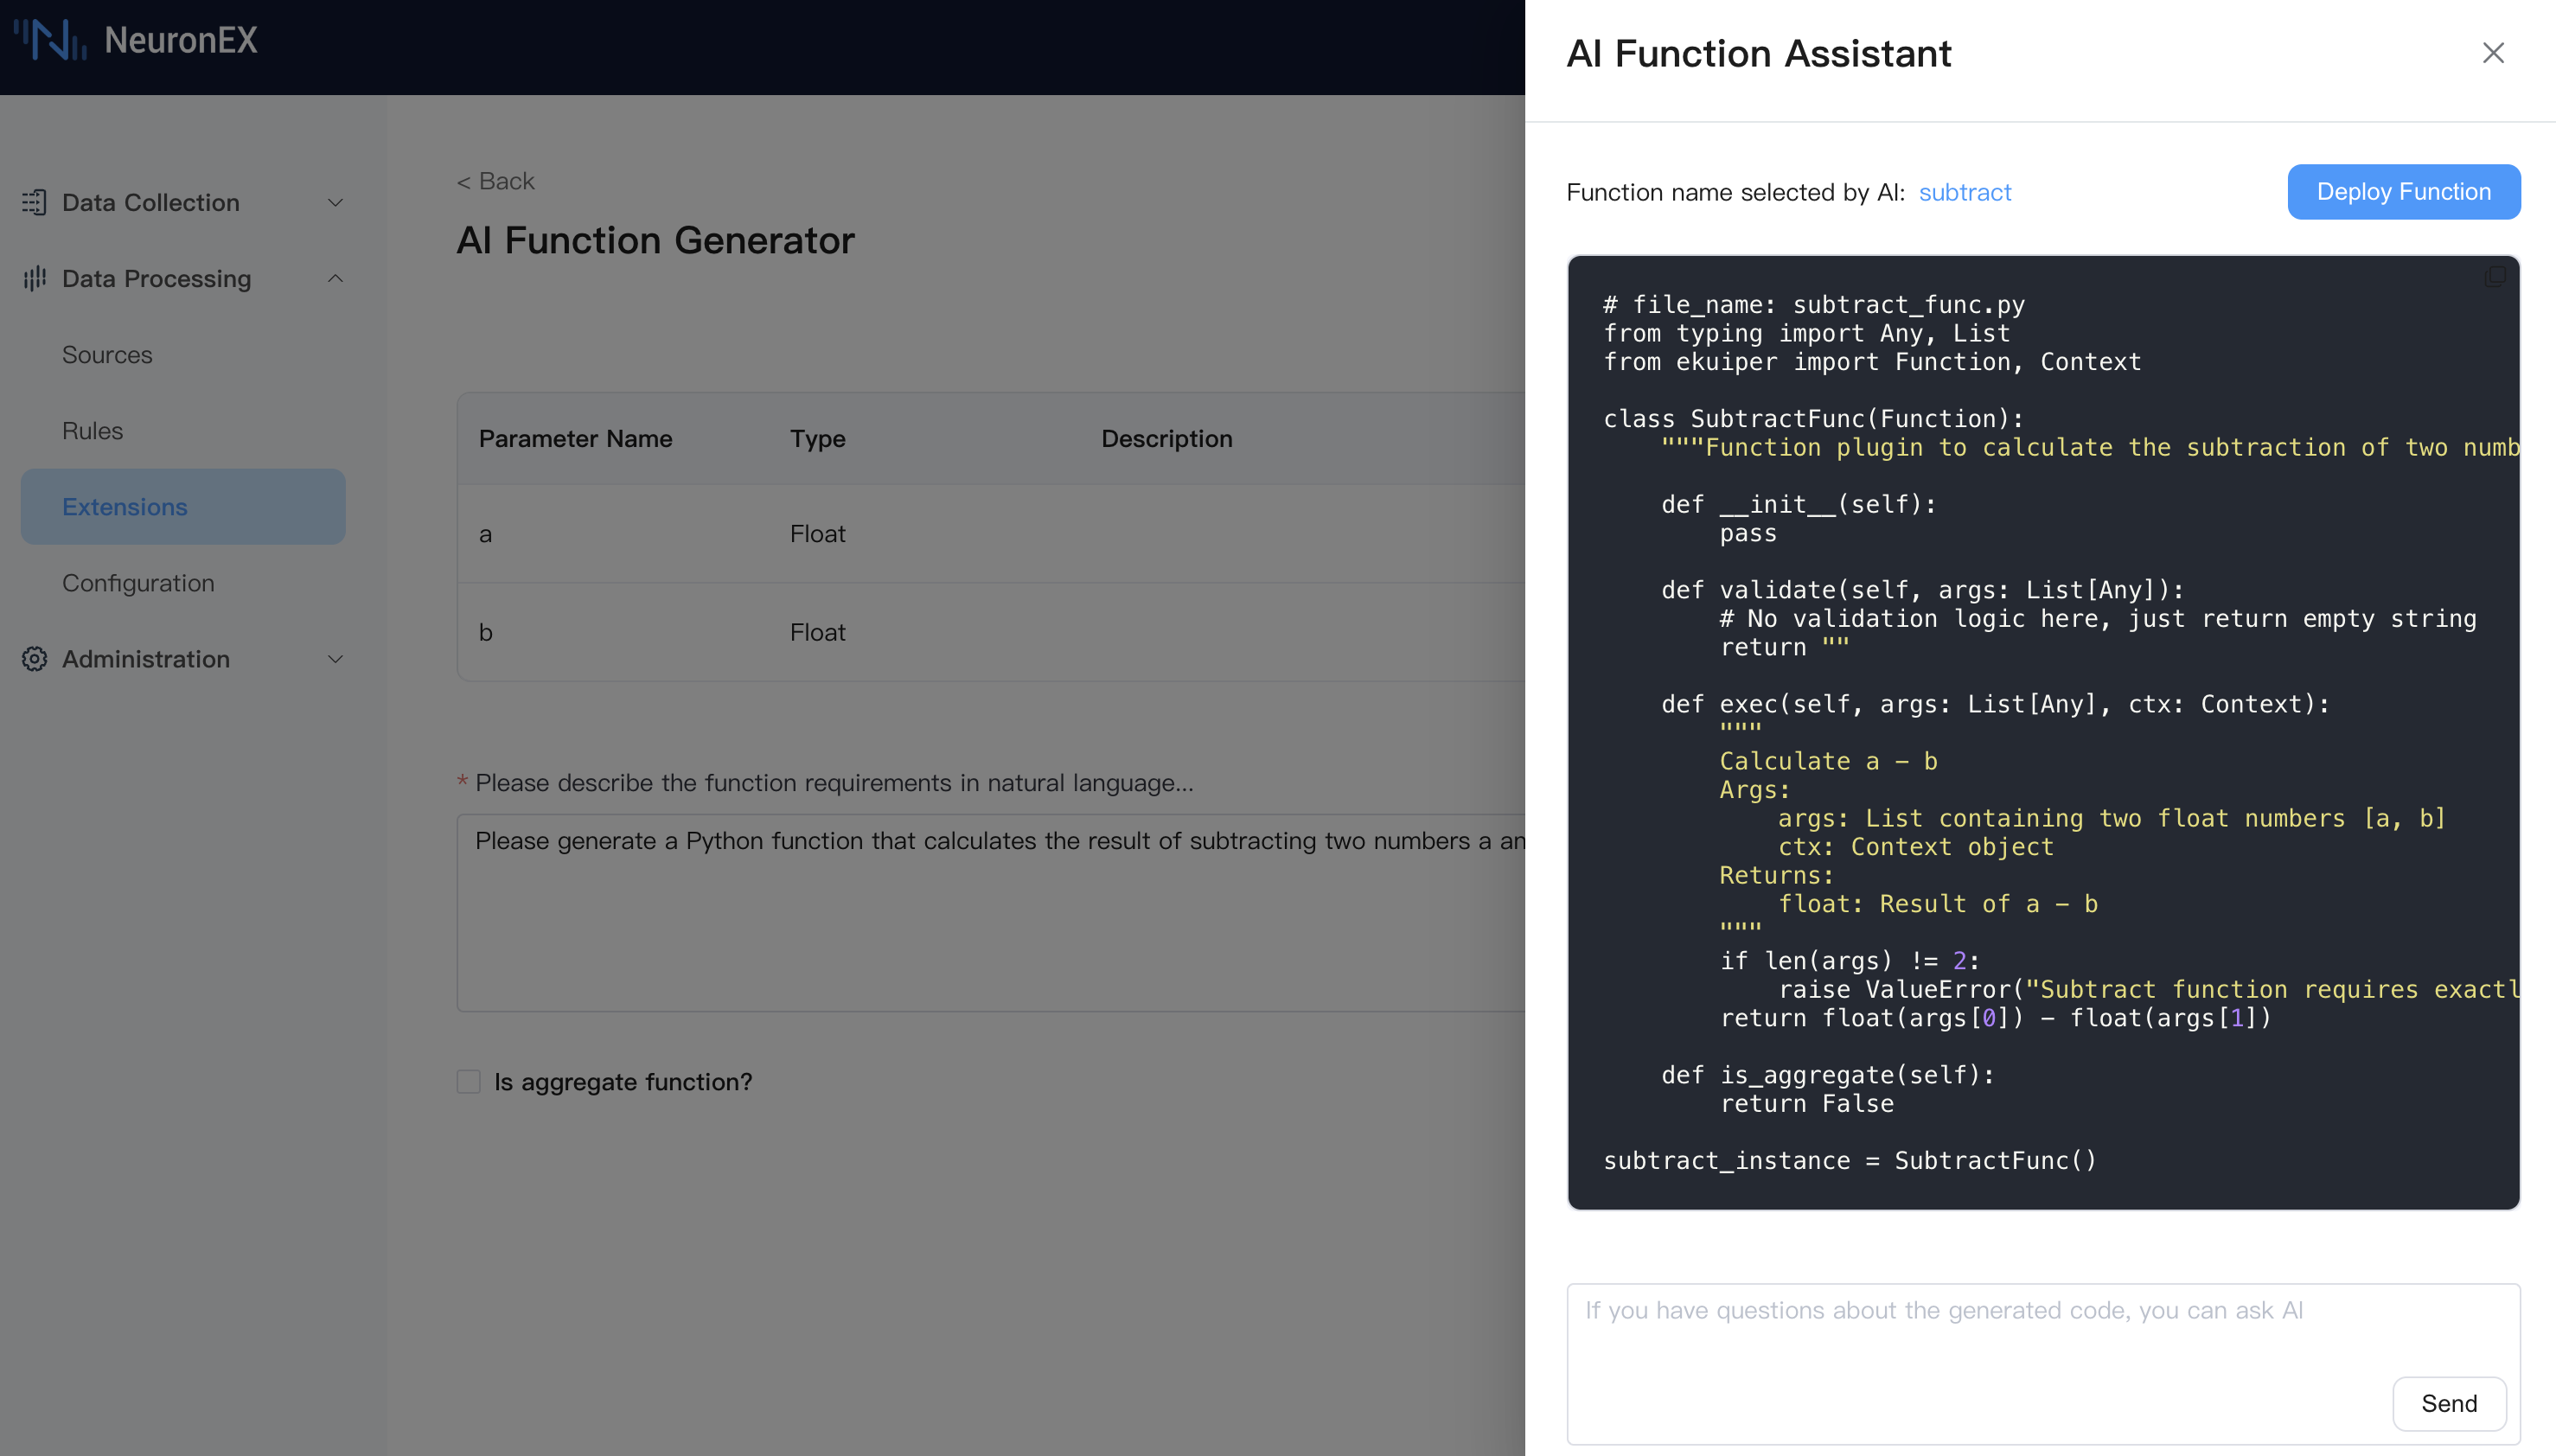 NeuronEX
Data Collection
Data Processing
Sources
Rules
Extensions
Configuration
Administration
< Back
AI Function Generator
Parameter Name Type Description
a Float
b Float
* Please describe the function requirements in natural language...
Please generate a Python function that calculates the result of subtracting two numbers a an
Is aggregate function?
AI Function Assistant
Function name selected by AI: subtract
Deploy Function
# file_name: subtract_func.py
from typing import Any, List
from ekuiper import Function, Context
class SubtractFunc(Function):
"""Function plugin to calculate the subtraction of two numb
def __init__(self):
pass
def validate(self, args: List[Any]):
# No validation logic here, just return empty string
return ""
def exec(self, args: List[Any], ctx: Context):
"""
Calculate a - b
Args:
args: List containing two float numbers [a, b]
ctx: Context object
Returns:
float: Result of a - b
"""
if len(args) != 2:
raise ValueError("Subtract function requires exactl
return float(args[0]) - float(args[1])
def is_aggregate(self):
return False
subtract_instance = SubtractFunc()
If you have questions about the generated code, you can ask AI
Send